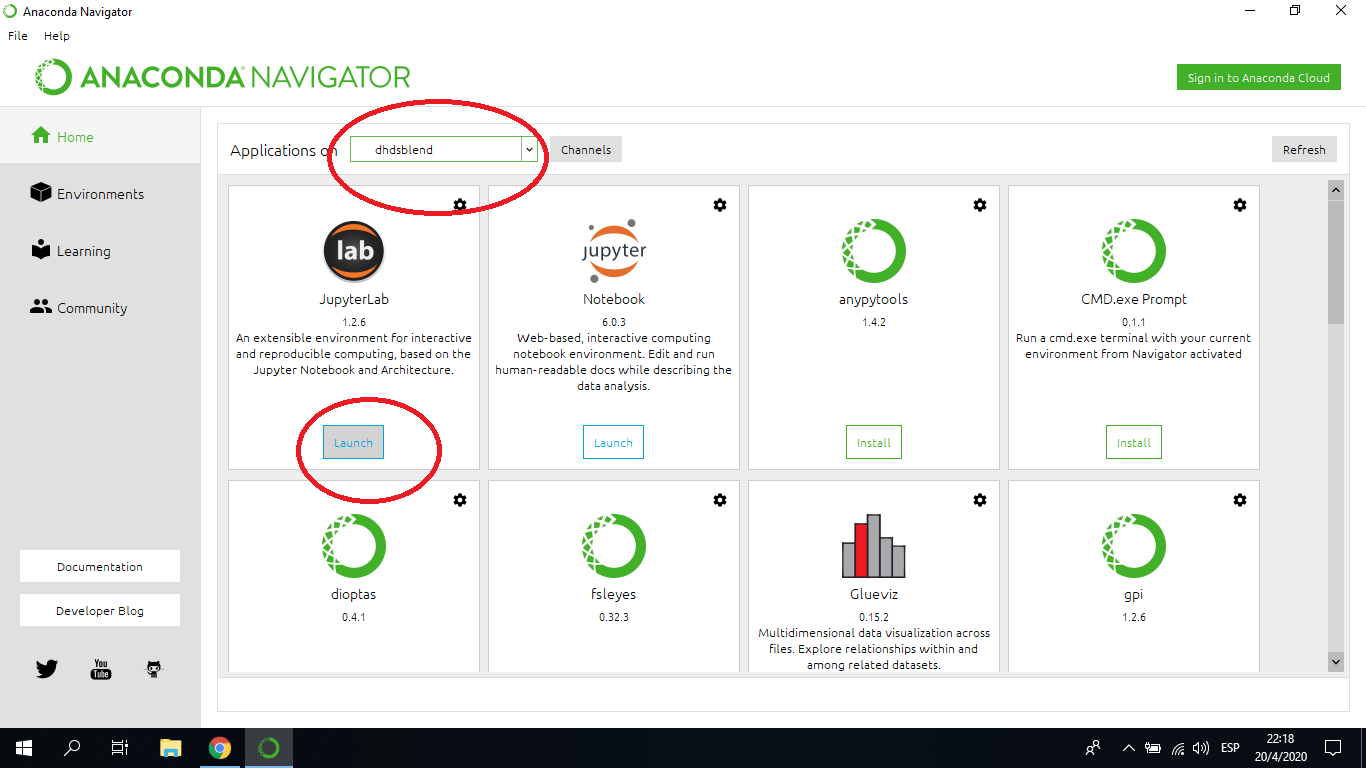 Anaconda Navigator
File Help
ANACONDA NAVIGATOR
Sign in to Anaconda Cloud
Home
Environments
Learning
Community
Documentation
Developer Blog
You
Tube
Applications on dhdsblend Channels Refresh
lab
JupyterLab
1.2.6
An extensible environment for interactive
and reproducible computing, based on the
Jupyter Notebook and Architecture.
Launch
jupyter
Notebook
6.0.3
Web-based, interactive computing
notebook environment. Edit and run
human-readable docs while describing the
data analysis.
Launch
anypytools
1.4.2
Install
CMD.exe Prompt
0.1.1
Run a cmd.exe terminal with your current
environment from Navigator activated
Install
dioptas
0.4.1
fsleyes
0.32.3
Glueviz
0.15.2
Multidimensional data visualization across
files. Explore relationships within and
among related datasets.
gpi
1.2.6
ESP
22:18
20/4/2020